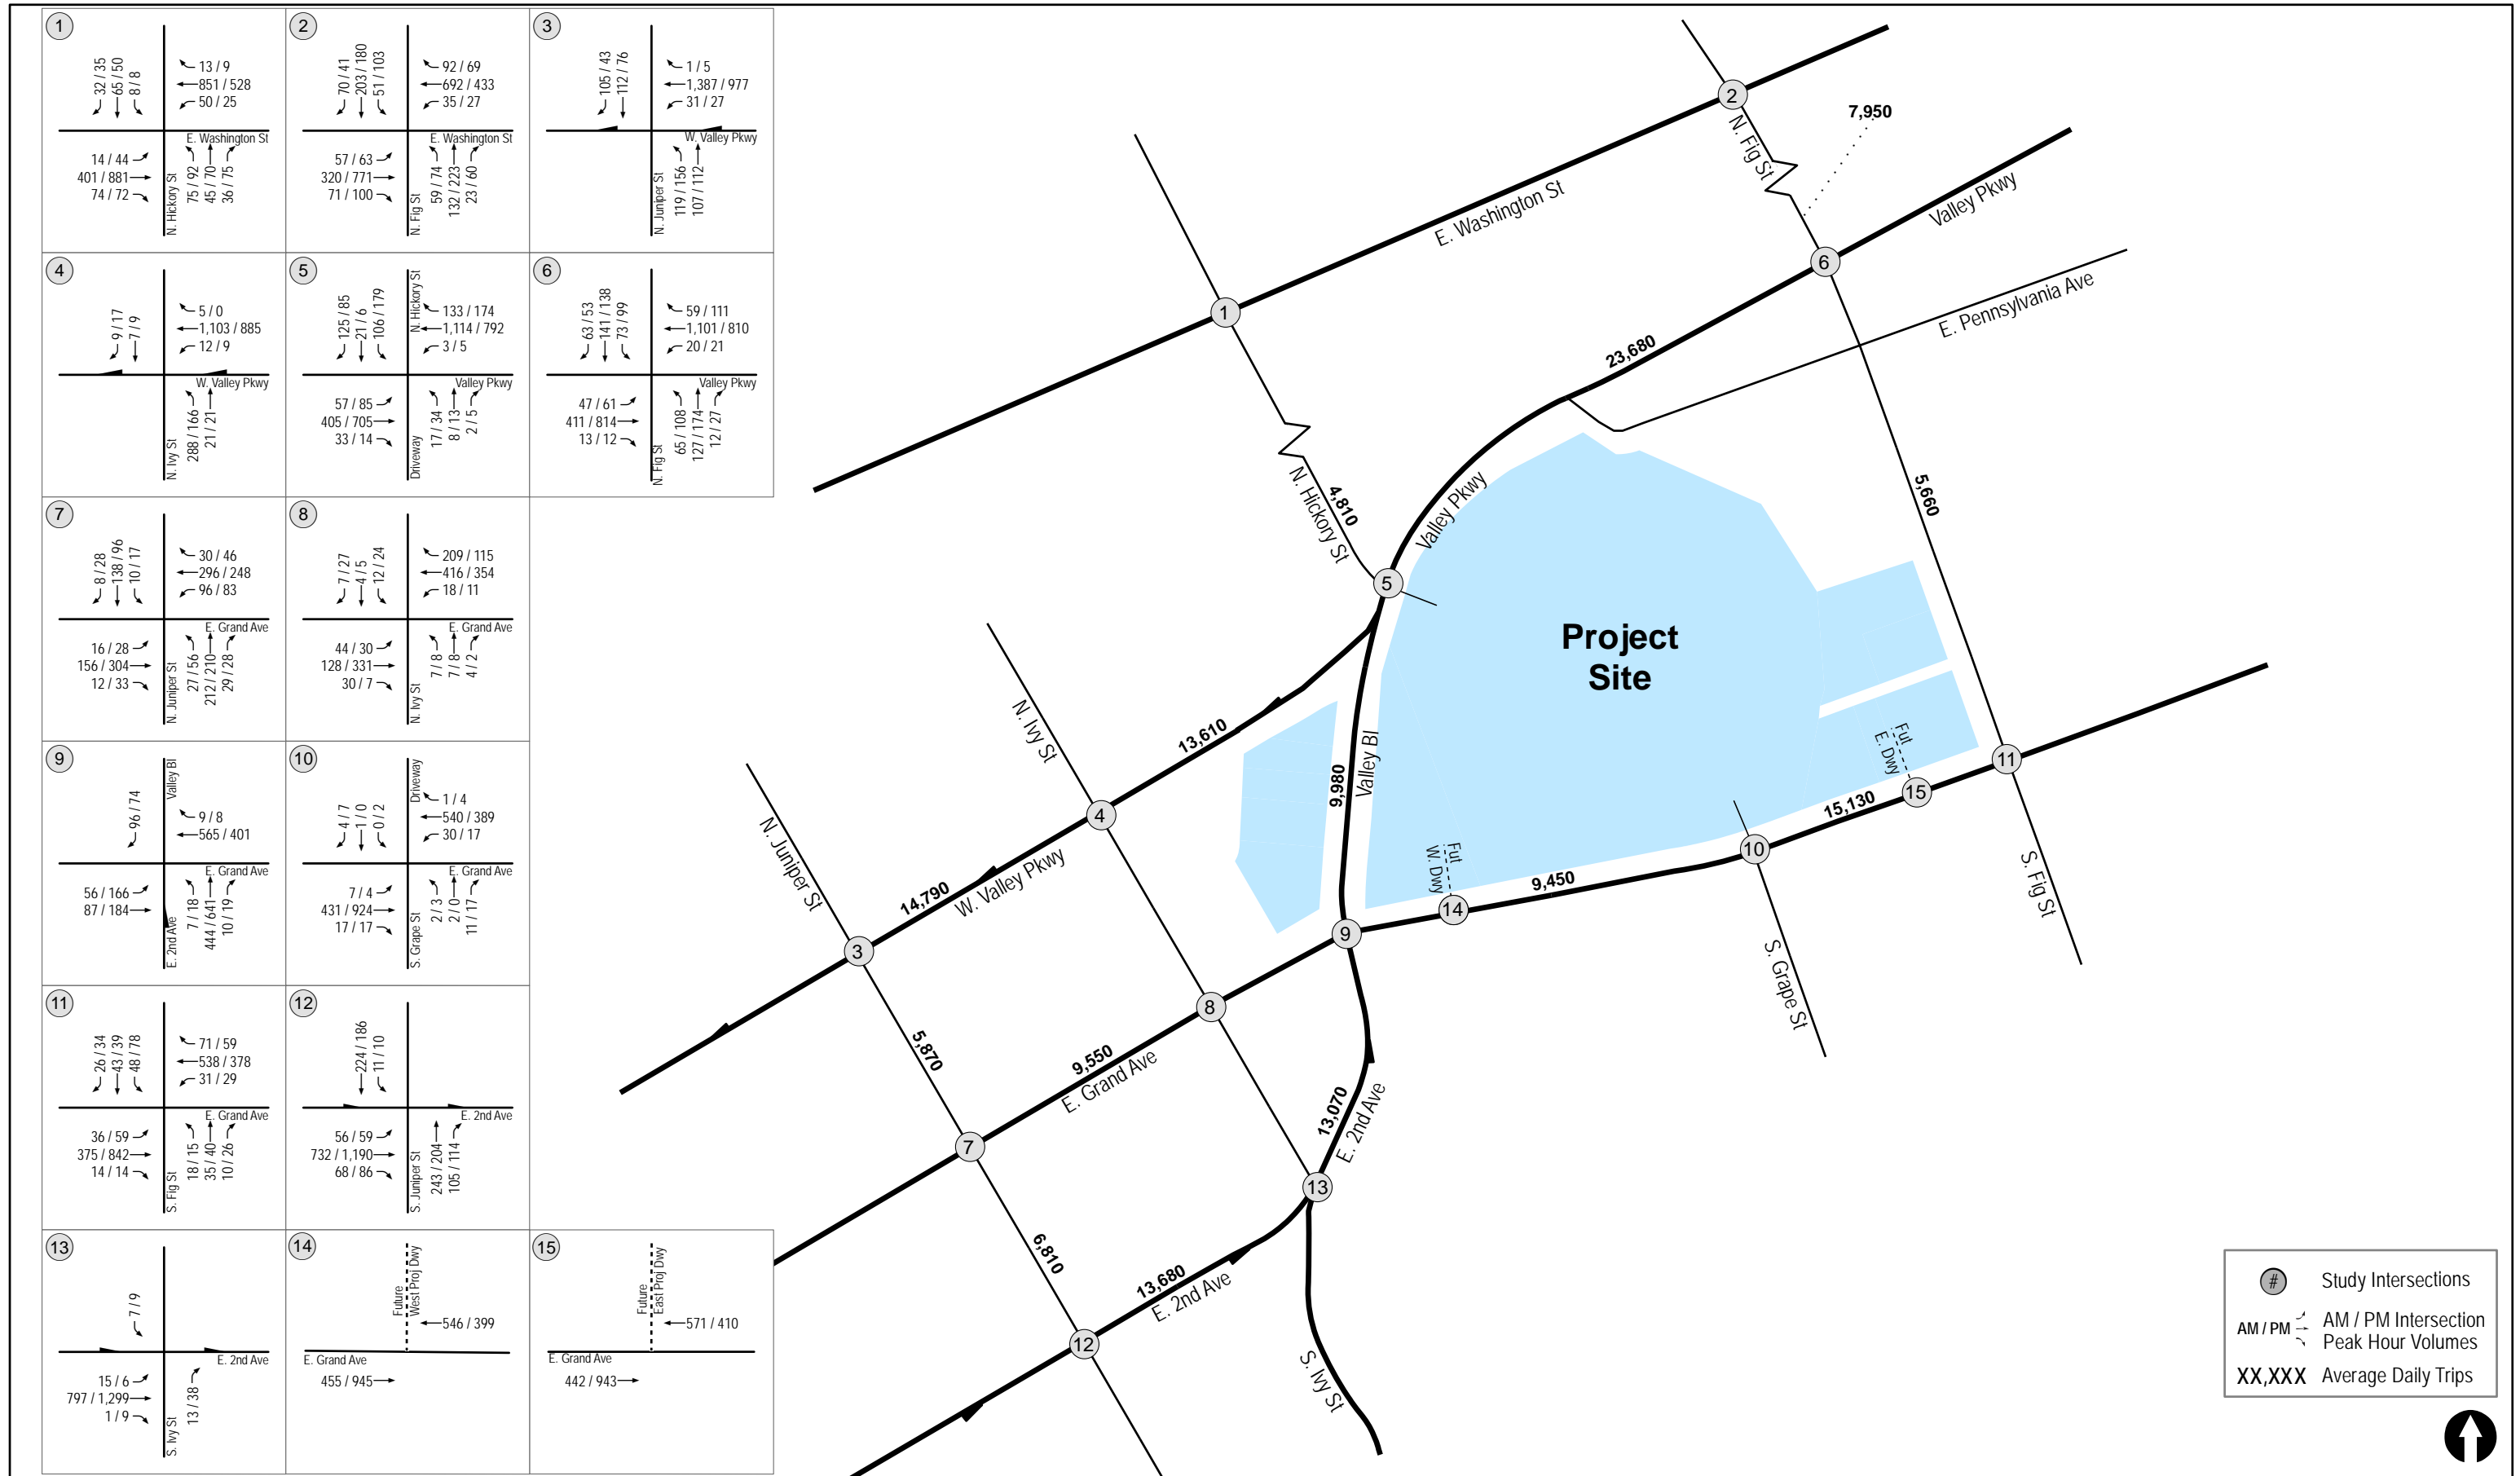 1
32 / 35
65 / 50
8 / 8
13 / 9
851 / 528
50 / 25
E. Washington St
14 / 44
401 / 881
74 / 72
N. Hickory St
75 / 92
45 / 70
36 / 75
2
70 / 41
203 / 180
51 / 103
92 / 69
692 / 433
35 / 27
E. Washington St
57 / 63
320 / 771
71 / 100
N. Fig St
59 / 74
132 / 223
23 / 60
3
105 / 43
112 / 76
1 / 5
1,387 / 977
31 / 27
W. Valley Pkwy
N. Juniper St
119 / 156
107 / 112
4
9 / 17
7 / 9
5 / 0
1,103 / 885
12 / 9
W. Valley Pkwy
N. Ivy St
288 / 166
21 / 21
5
125 / 85
21 / 6
106 / 179
N. Hickory St
133 / 174
1,114 / 792
3 / 5
Valley Pkwy
57 / 85
405 / 705
33 / 14
Driveway
17 / 34
8 / 13
2 / 5
6
63 / 53
141 / 138
73 / 99
59 / 111
1,101 / 810
20 / 21
Valley Pkwy
47 / 61
411 / 814
13 / 12
N. Fig St
65 / 108
127 / 174
12 / 27
7
8 / 28
138 / 96
10 / 17
30 / 46
296 / 248
96 / 83
E. Grand Ave
16 / 28
156 / 304
12 / 33
N. Juniper St
27 / 56
212 / 210
29 / 28
8
7 / 27
4 / 5
12 / 24
209 / 115
416 / 354
18 / 11
E. Grand Ave
44 / 30
128 / 331
30 / 7
N. Ivy St
7 / 8
7 / 8
4 / 2
9
96 / 74
Valley Bl
9 / 8
565 / 401
E. Grand Ave
56 / 166
87 / 184
E. 2nd Ave
7 / 18
444 / 641
10 / 19
10
4 / 7
1 / 0
0 / 2
Driveway
1 / 4
540 / 389
30 / 17
E. Grand Ave
7 / 4
431 / 924
17 / 17
S. Grape St
2 / 3
2 / 0
11 / 17
11
26 / 34
43 / 39
48 / 78
71 / 59
538 / 378
31 / 29
E. Grand Ave
36 / 59
375 / 842
14 / 14
S. Fig St
18 / 15
35 / 40
10 / 26
12
224 / 186
11 / 10
E. 2nd Ave
56 / 59
732 / 1,190
68 / 86
S. Juniper St
243 / 204
105 / 114
13
7 / 9
E. 2nd Ave
15 / 6
797 / 1,299
1 / 9
S. Ivy St
13 / 38
14
Future
West Proj Dwy
546 / 399
E. Grand Ave
455 / 945
15
Future
East Proj Dwy
571 / 410
E. Grand Ave
442 / 943
2
N. Fig St
7,950
Valley Pkwy
E. Washington St
6
E. Pennsylvania Ave
1
23,680
N. Hickory St
4,810
Valley Pkwy
5,660
5
Project
Site
N. Ivy St
13,610
9,980
Valley Bl
Fut
E. Dwy
11
15
15,130
4
N. Juniper St
Fut
W. Dwy
10
9,450
14
S. Fig St
14,790
W. Valley Pkwy
3
9
S. Grape St
8
5,870
9,550
E. Grand Ave
7
13,070
E. 2nd Ave
13
6,810
13,680
E. 2nd Ave
12
S. Ivy St
# Study Intersections
AM / PM AM / PM Intersection
Peak Hour Volumes
XX,XXX Average Daily Trips